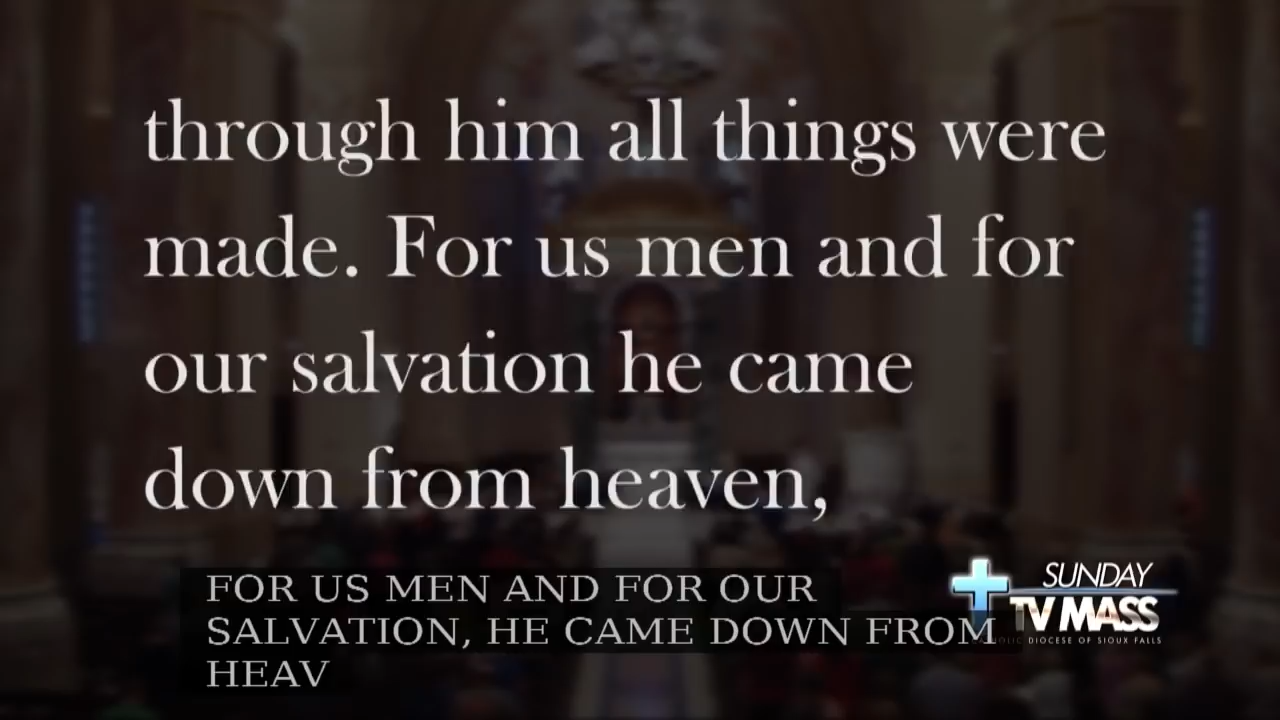 through him all things were
made. For us men and for
our salvation he came
down from heaven,
FOR US MEN AND FOR OUR
SALVATION, HE CAME DOWN FROM
HEAV
SUNDAY
TV MASS
DIOCESE OF SIOUX FALLS